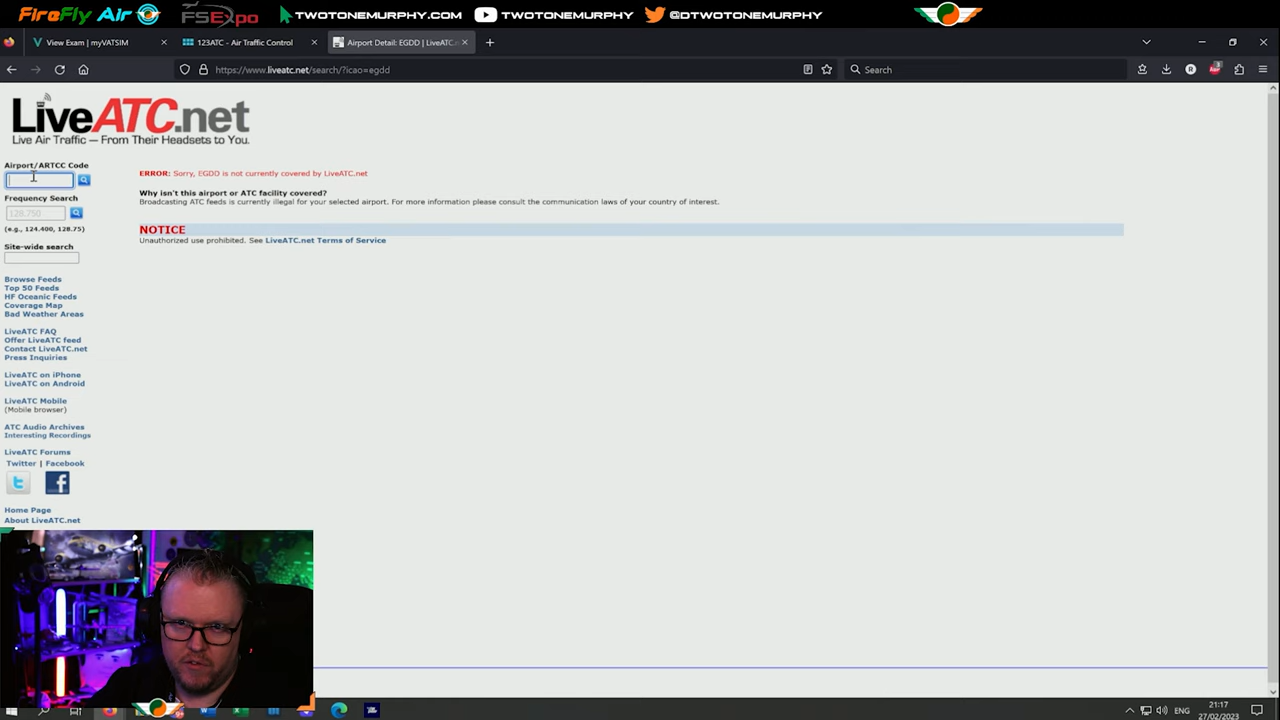 FireFly Air
FSExpo
TWOTONEMURPHY.COM
TWOTONEMURPHY.COM
@DTWOTONEMURPHY
View Exam | myVATSIM
123ATC - Air Traffic Control
Airport Detail: EGDD | LiveATC.
https://www.liveatc.net/search/?icao=egdd
Search
3
LiveATC.net
Live Air Traffic — From Their Headsets to You.
Airport/ARTCC Code
Frequency Search
128.750
(e.g., 124.400, 128.75)
Site-wide search
Browse Feeds
Top 50 Feeds
HF Oceanic Feeds
Coverage Map
Bad Weather Areas
LiveATC FAQ
Offer LiveATC feed
Contact LiveATC.net
Press Inquiries
LiveATC on iPhone
LiveATC on Android
LiveATC Mobile
(Mobile browser)
ATC Audio Archives
Interesting Recordings
LiveATC Forums
Twitter | Facebook
Home Page
About LiveATC.net
ERROR: Sorry, EGDD is not currently covered by LiveATC.net
Why isn't this airport or ATC facility covered?
Broadcasting ATC feeds is currently illegal for your selected airport. For more information please consult the communication laws of your country of interest.
NOTICE
Unauthorized use prohibited. See LiveATC.net Terms of Service
ENG
21:17
27/02/2023